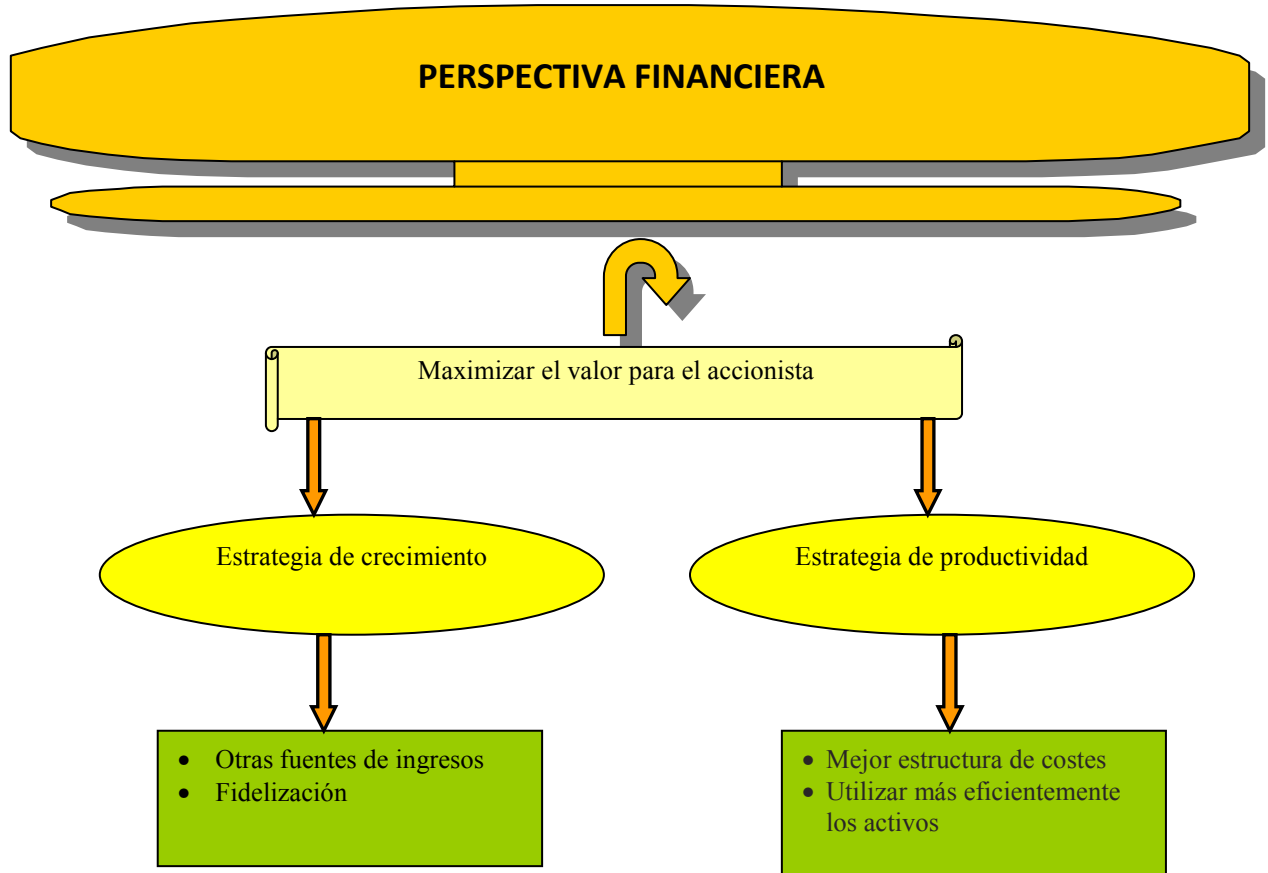 PERSPECTIVA FINANCIERA
Maximizar el valor para el accionista
Estrategia de crecimiento
Estrategia de productividad
• Otras fuentes de ingresos
• Fidelización
• Mejor estructura de costes
• Utilizar más eficientemente
los activos